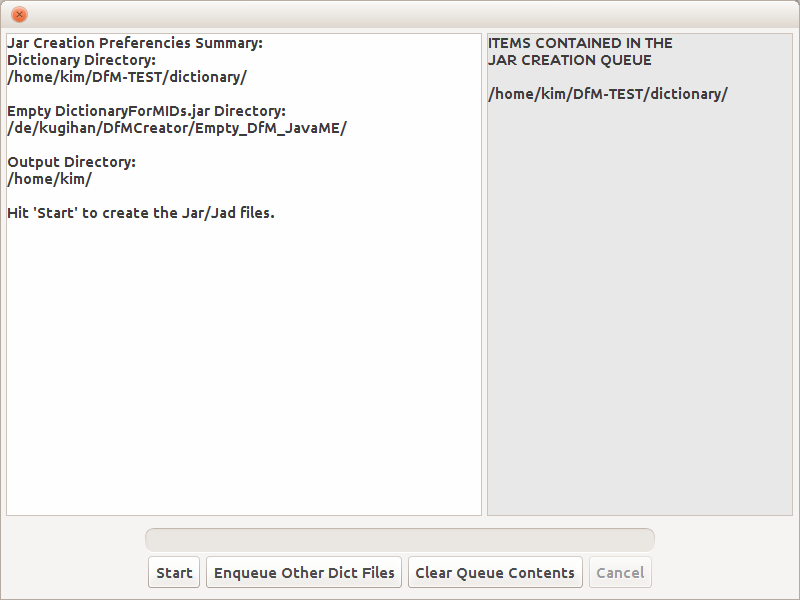 Jar Creation Preferencies Summary:
Dictionary Directory:
/home/kim/DfM-TEST/dictionary/
Empty DictionaryForMIDs.jar Directory:
/de/kugihan/DfMCreator/Empty_DfM_JavaME/
Output Directory:
/home/kim/
Hit 'Start' to create the Jar/Jad files.
ITEMS CONTAINED IN THE
JAR CREATION QUEUE
/home/kim/DfM-TEST/dictionary/
Start
Enqueue Other Dict Files
Clear Queue Contents
Cancel